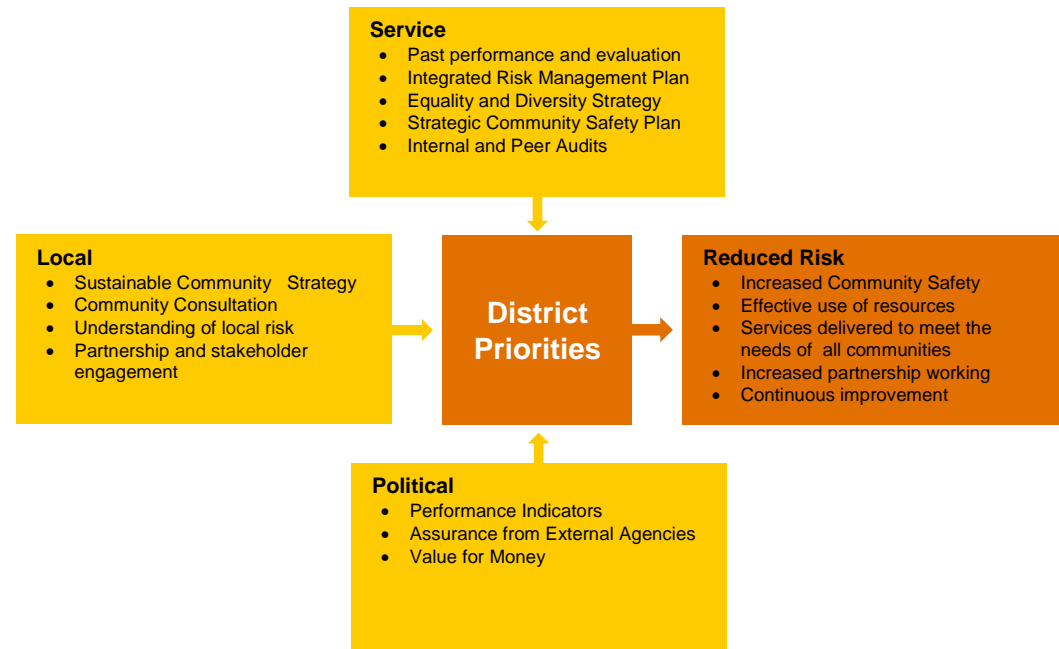 Service
• Past performance and evaluation
• Integrated Risk Management Plan
• Equality and Diversity Strategy
• Strategic Community Safety Plan
• Internal and Peer Audits
Local
• Sustainable Community Strategy
• Community Consultation
• Understanding of local risk
• Partnership and stakeholder
engagement
District
Priorities
Reduced Risk
• Increased Community Safety
• Effective use of resources
• Services delivered to meet the
needs of all communities
• Increased partnership working
• Continuous improvement
Political
• Performance Indicators
• Assurance from External Agencies
• Value for Money